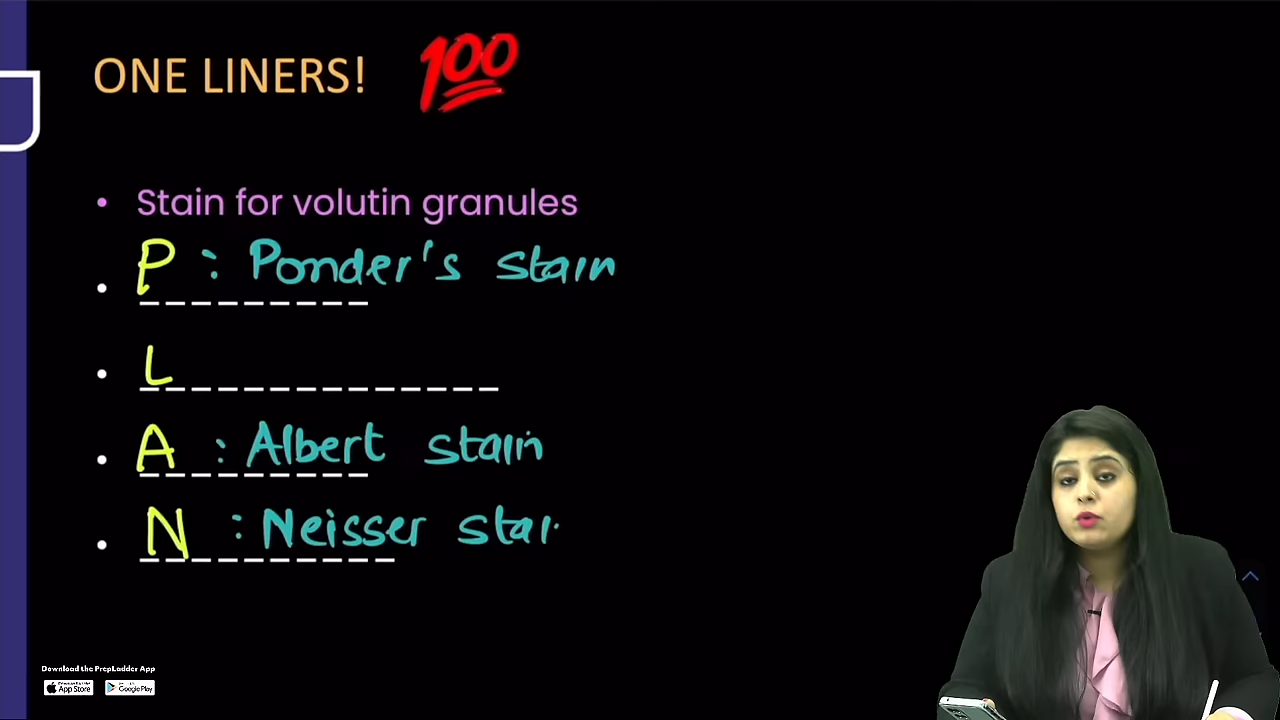 ONE LINERS! 100
• Stain for volutin granules
• P : Ponder's stain
• L
• A : Albert stain
• N : Neisser stai
Download the PrepLadder App
App Store Google Play